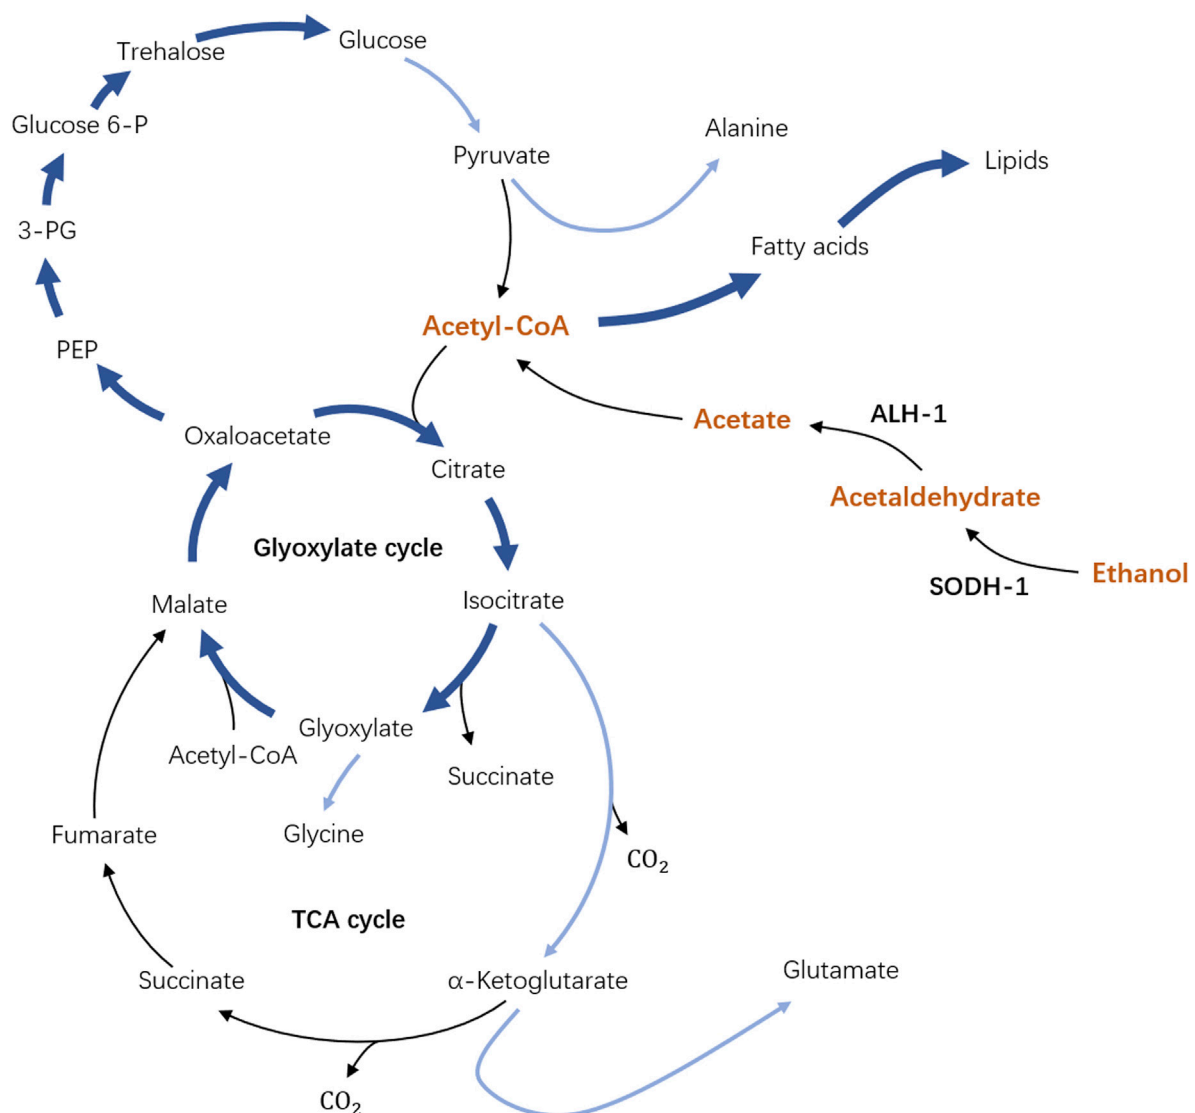 Trehalose
Glucose
Glucose 6-P
Alanine
Pyruvate
Lipids
3-PG
Fatty acids
Acetyl-CoA
PEP
Acetate
ALH-1
Oxaloacetate
Citrate
Acetaldehydrate
Glyoxylate cycle
Ethanol
SODH-1
Malate
Isocitrate
Glyoxylate
Acetyl-CoA
Succinate
Fumarate
Glycine
CO₂
TCA cycle
Succinate
α-Ketoglutarate
Glutamate
CO₂